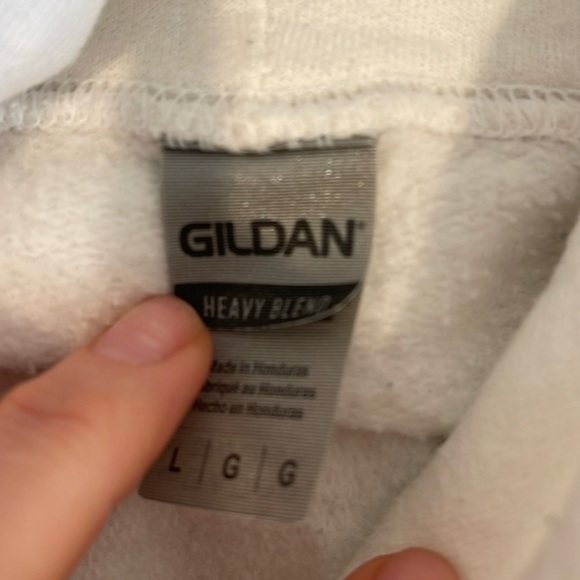 GILDAN®
HEAVY BLEND
Made in Honduras
Fabriqué au Honduras
Hecho en Honduras
L | G | G